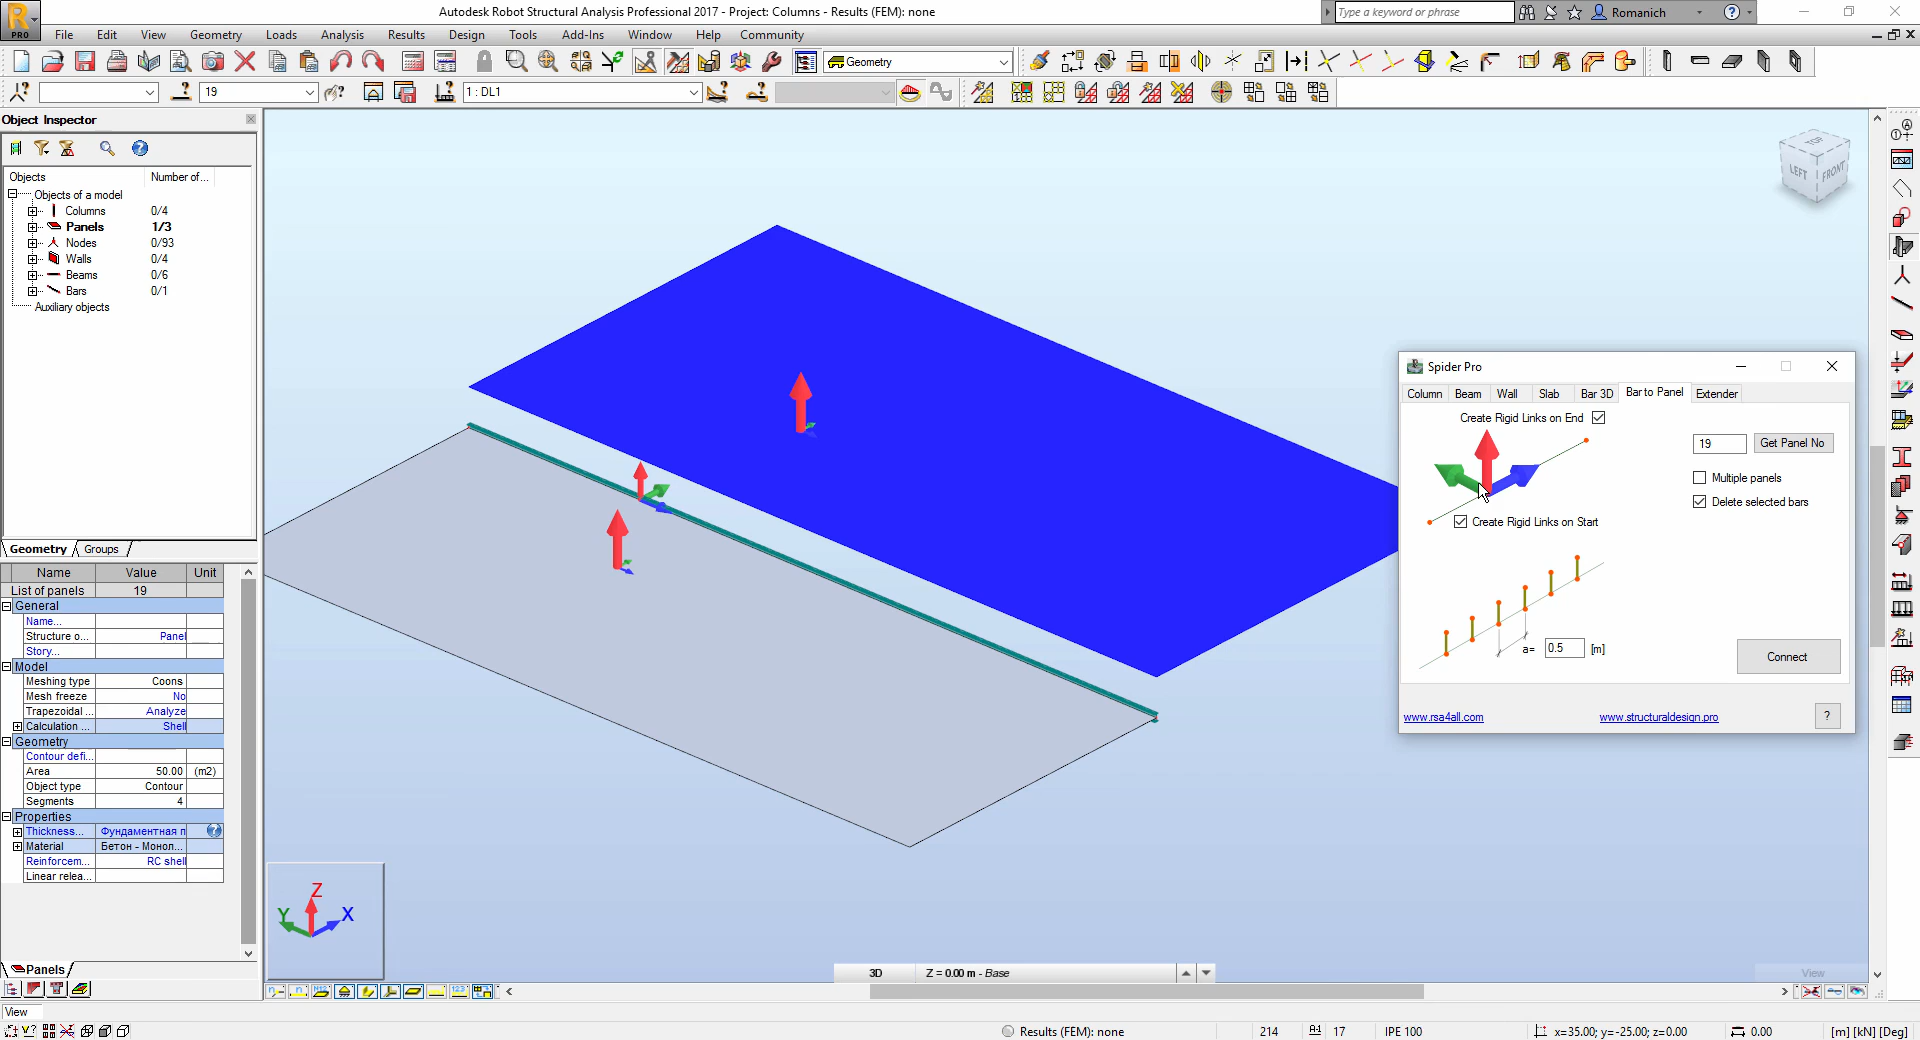 Autodesk Robot Structural Analysis Professional 2017 - Project: Columns - Results (FEM): none
Type a keyword or phrase
Romanich
PRO
File Edit View Geometry Loads Analysis Results Design Tools Add-Ins Window Help Community
Geometry
19
1 : DL1
Object Inspector
Objects Number of...
Objects of a model
Columns 0/4
Panels 1/3
Nodes 0/93
Walls 0/4
Beams 0/6
Bars 0/1
Auxiliary objects
Geometry Groups
Name Value Unit
List of panels 19
General
Name...
Structure o... Panel
Story...
Model
Meshing type Coons
Mesh freeze No
Trapezoidal ... Analyze
Calculation ... Shell
Geometry
Contour defi...
Area 50.00 (m2)
Object type Contour
Segments 4
Properties
Thickness... Фундаментная п
Material Бетон - Монол...
Reinforcem... RC shell
Linear relea...
Panels
View
TOP
LEFT FRONT
Spider Pro
Column Beam Wall Slab Bar 3D Bar to Panel Extender
Create Rigid Links on End
19 Get Panel No
Multiple panels
Delete selected bars
Create Rigid Links on Start
a= 0.5 [m]
Connect
www.rsa4all.com www.structuraldesign.pro ?
Z
Y X
3D Z = 0.00 m - Base
View
Results (FEM): none 214 17 IPE 100 x=35.00; y=-25.00; z=0.00 0.00 [m] [kN] [Deg]